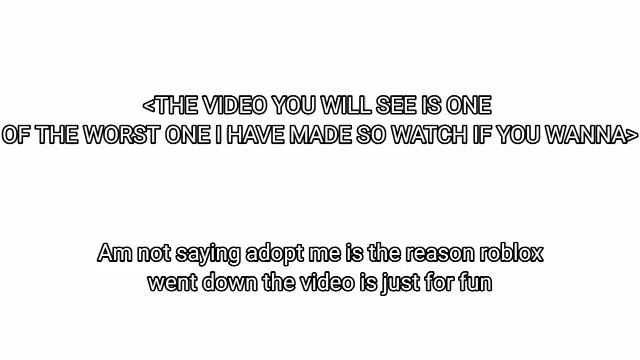 <THE VIDEO YOU WILL SEE IS ONE
OF THE WORST ONE I HAVE MADE SO WATCH IF YOU WANNA>
Am not saying adopt me is the reason roblox
went down the video is just for fun